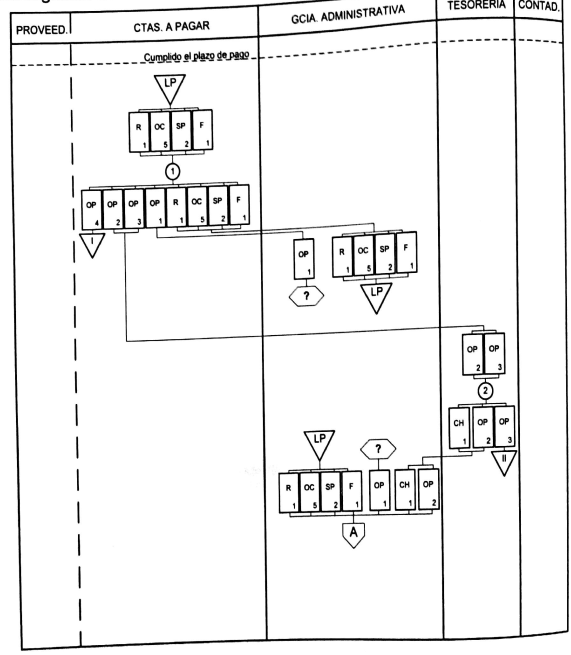 PROVEED. CTAS. A PAGAR GCIA. ADMINISTRATIVA TESORERIA CONTAD.
Cumplido el plazo de pago
LP
R OC SP F
1 5 2 1
1
OP OP OP OP R OC SP F
4 2 3 1 1 5 2 1
I
OP R OC SP F
1 1 5 2 1
? LP
OP OP
2 3
2
CH OP OP
1 2 3
II
LP ?
R OC SP F OP CH OP
1 5 2 1 1 1 2
A